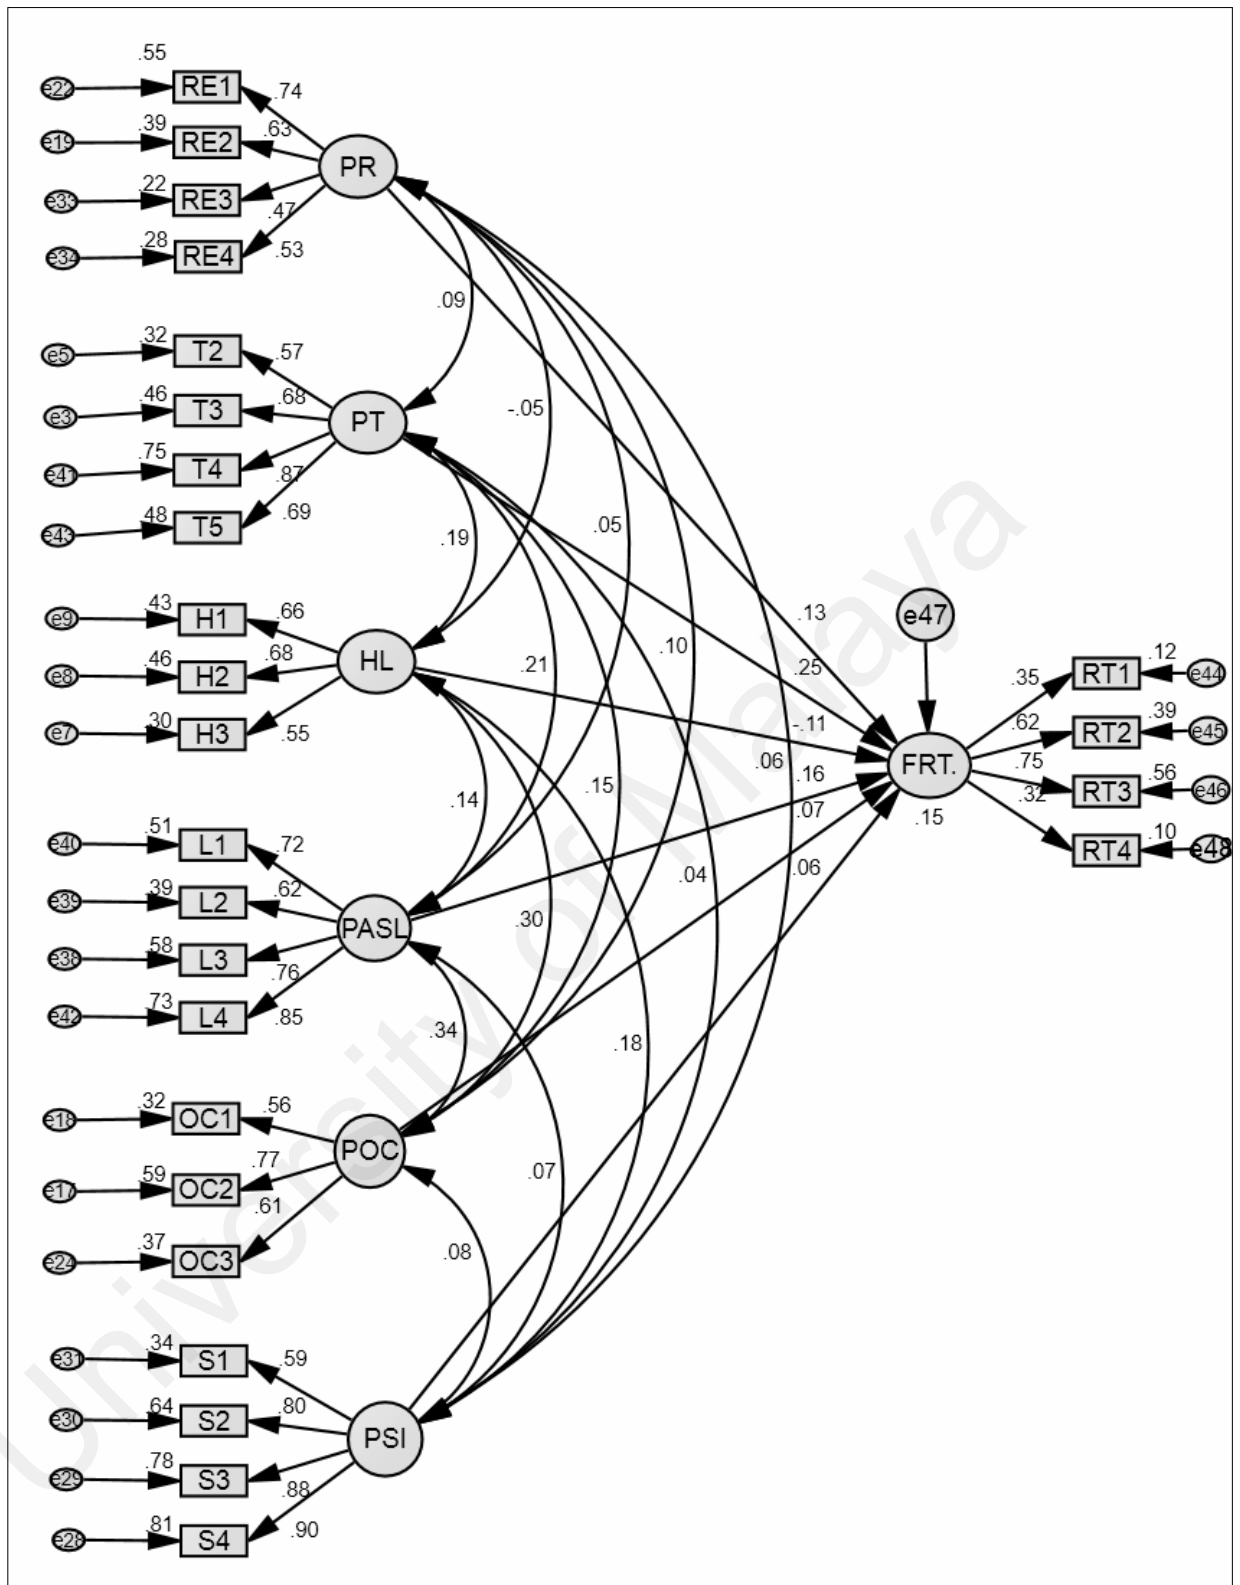 .55
e22
RE1
.74
.39
e19
RE2
.63
PR
.22
e33
RE3
.47
.28
e34
RE4
.53
.09
.32
e5
T2
.57
.46
e3
T3
.68
PT
-.05
.75
e41
T4
.87
.48
e43
T5
.69
.19
.05
.43
e9
H1
.66
.13
e47
.46
e8
H2
.68
HL
.21
.10
.25
.30
e7
H3
.55
-.11
.35
RT1
.12
e44
.62
RT2
.39
e45
FRT.
.75
.06
.16
.15
.14
.07
.15
.32
RT3
.56
e46
RT4
.10
e48
.51
e40
L1
.72
.39
e39
L2
.62
PASL
.30
.04
.06
.58
e38
L3
.76
.73
e42
L4
.85
.34
.18
.32
e18
OC1
.56
POC
.59
e17
OC2
.77
.07
.61
.37
e24
OC3
.08
.34
e31
S1
.59
.64
e30
S2
.80
PSI
.78
e29
S3
.88
.81
e28
S4
.90
University of Malaya